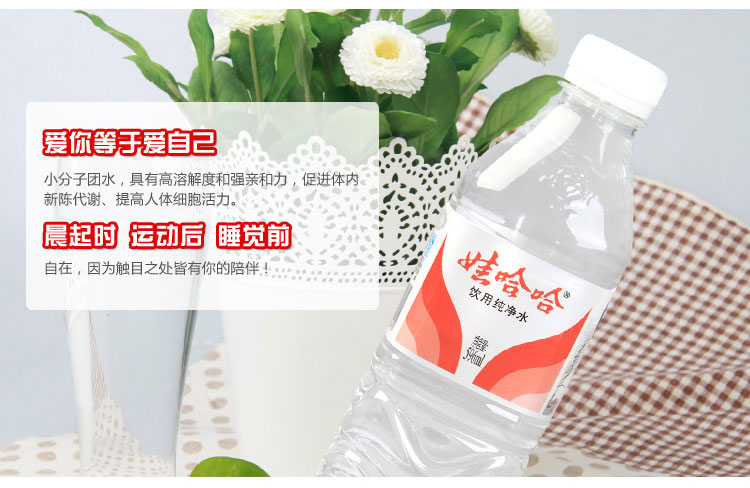 爱你等于爱自己
小分子团水，具有高溶解度和强亲和力，促进体内
新陈代谢、提高人体细胞活力。
晨起时 运动后 睡觉前
自在，因为触目之处皆有你的陪伴！
娃哈哈®
饮用纯净水
596ml